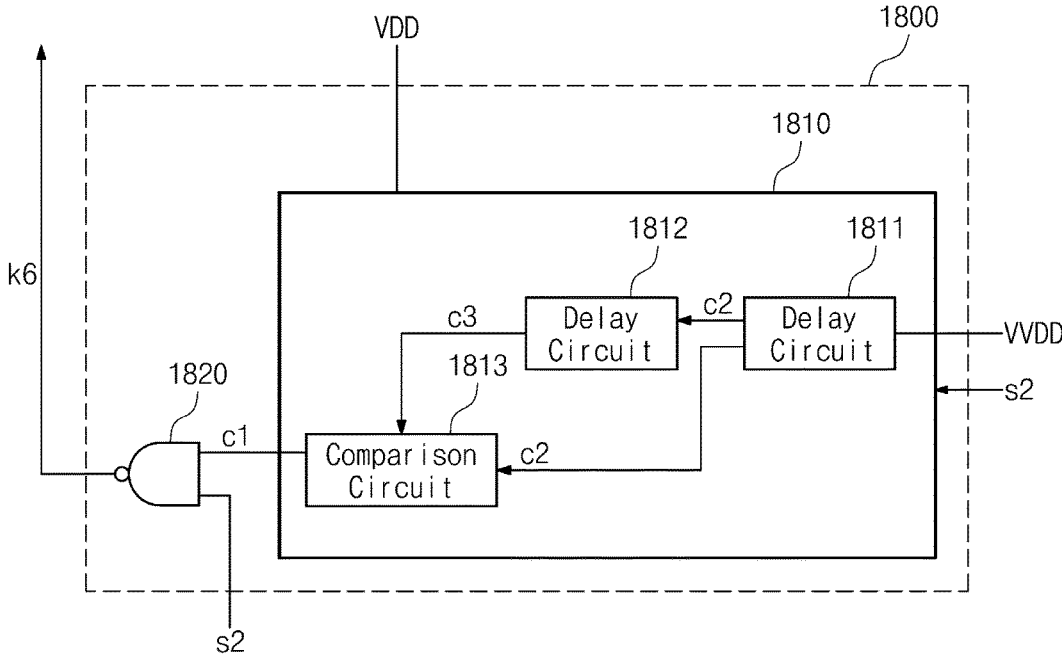 1800
VDD
1810
1812
1811
k6
c3
Delay
Circuit
c2
Delay
Circuit
VVDD
1813
s2
1820
c1
Comparison
Circuit
c2
s2